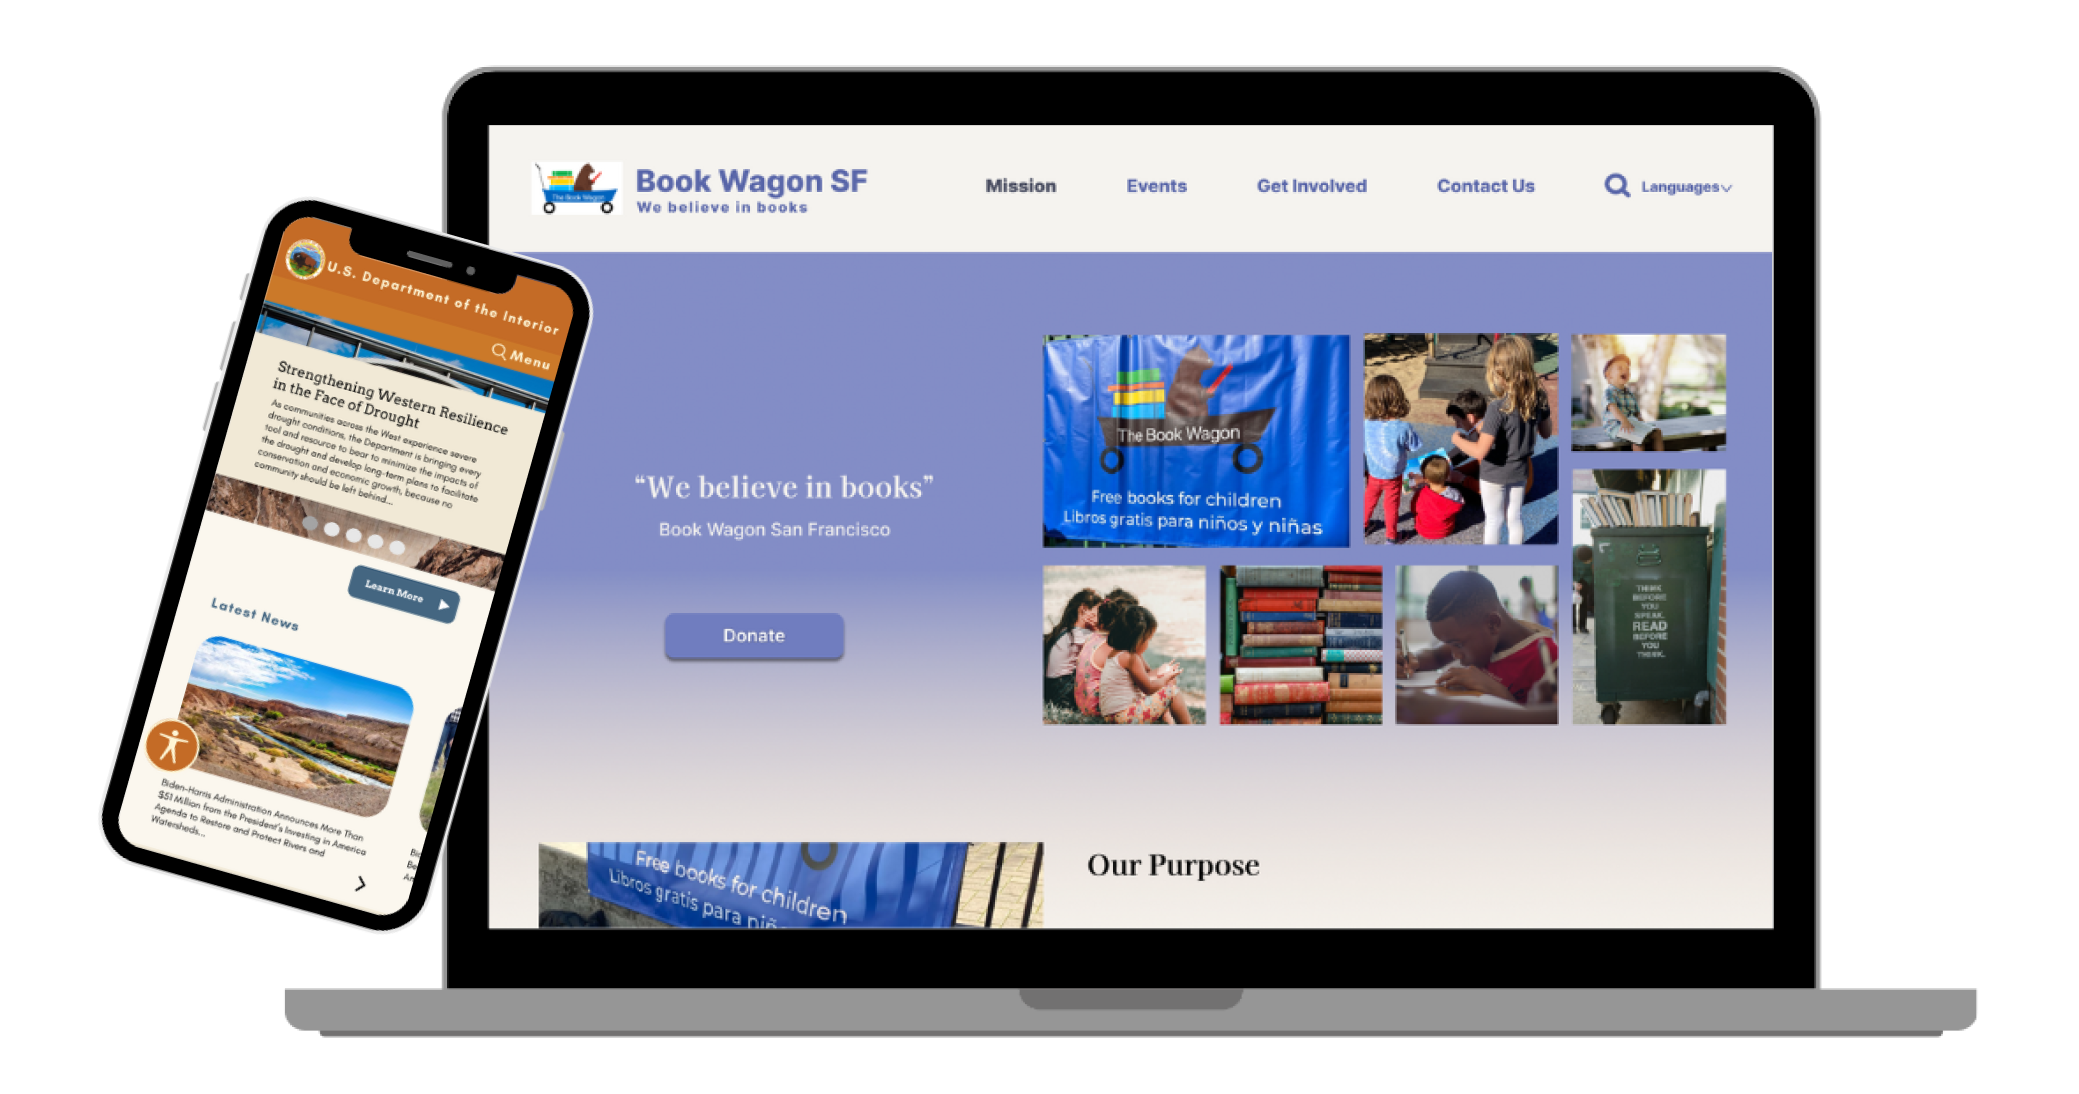 U.S. Department of the Interior
Menu
Strengthening Western Resilience
in the Face of Drought
As communities across the West experience severe
drought conditions, the Department is bringing every
tool and resource to bear to minimize the impacts of
the drought and develop long-term plans to facilitate
conservation and economic growth, because no
community should be left behind...
Learn More
Latest News
Biden-Harris Administration Announces More Than
$51 Million from the President's Investing in America
Agenda to Restore and Protect Rivers and
Watersheds...
The Book Wagon
Book Wagon SF
We believe in books
Mission
Events
Get Involved
Contact Us
Languages
“We believe in books”
Book Wagon San Francisco
Donate
The Book Wagon
Free books for children
Libros gratis para niños y niñas
THINK
BEFORE
YOU
SPEAK.
READ
BEFORE
YOU
THINK.
Free books for children
Libros gratis para niñ
Our Purpose